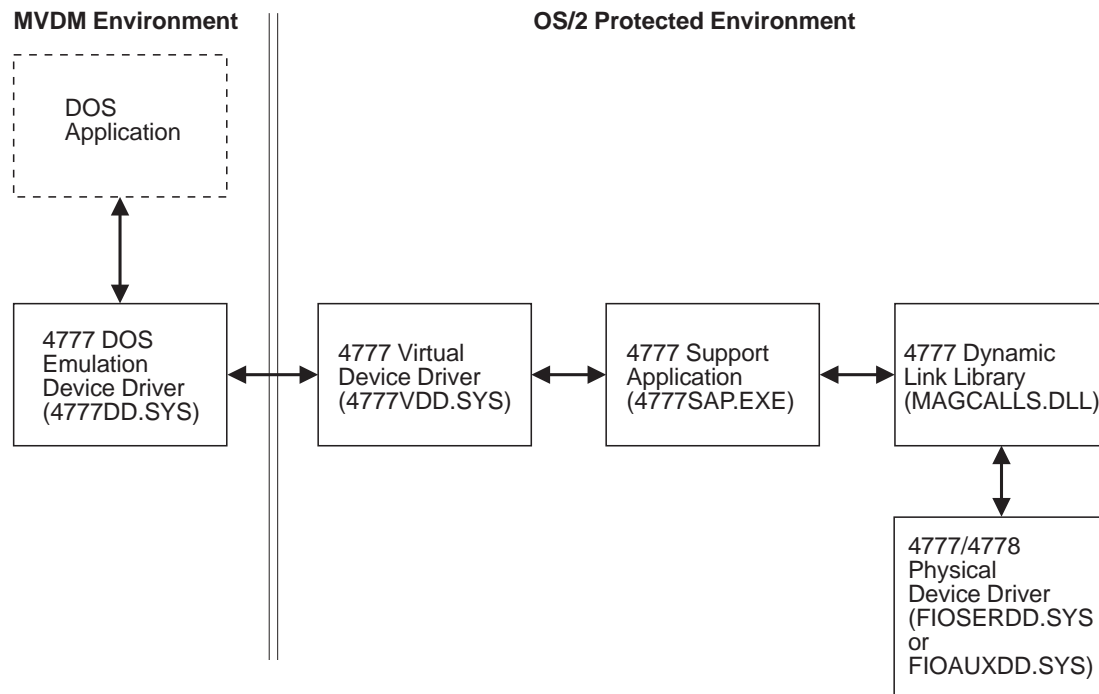 MVDM Environment
OS/2 Protected Environment
DOS
Application
4777 DOS
Emulation
Device Driver
(4777DD.SYS)
4777 Virtual
Device Driver
(4777VDD.SYS)
4777 Support
Application
(4777SAP.EXE)
4777 Dynamic
Link Library
(MAGCALLS.DLL)
4777/4778
Physical
Device Driver
(FIOSERDD.SYS
or
FIOAUXDD.SYS)